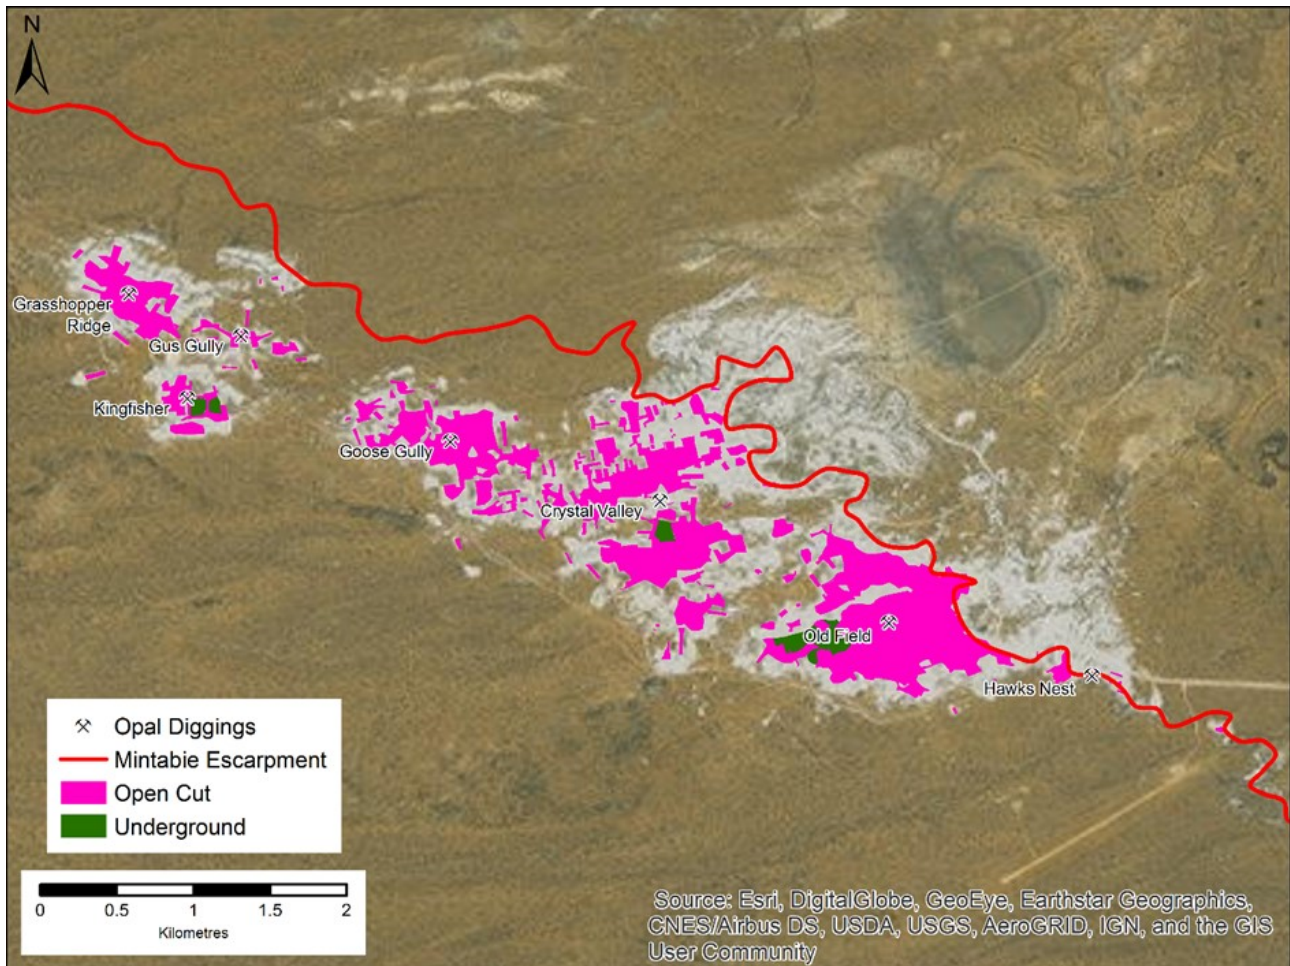 N
Grasshopper
Ridge
Gus Gully
Kingfisher
Goose Gully
Crystal Valley
Old Field
Hawks Nest
Opal Diggings
Mintabie Escarpment
Open Cut
Underground
0 0.5 1 1.5 2
Kilometres
Source: Esri, DigitalGlobe, GeoEye, Earthstar Geographics,
CNES/Airbus DS, USDA, USGS, AeroGRID, IGN, and the GIS
User Community